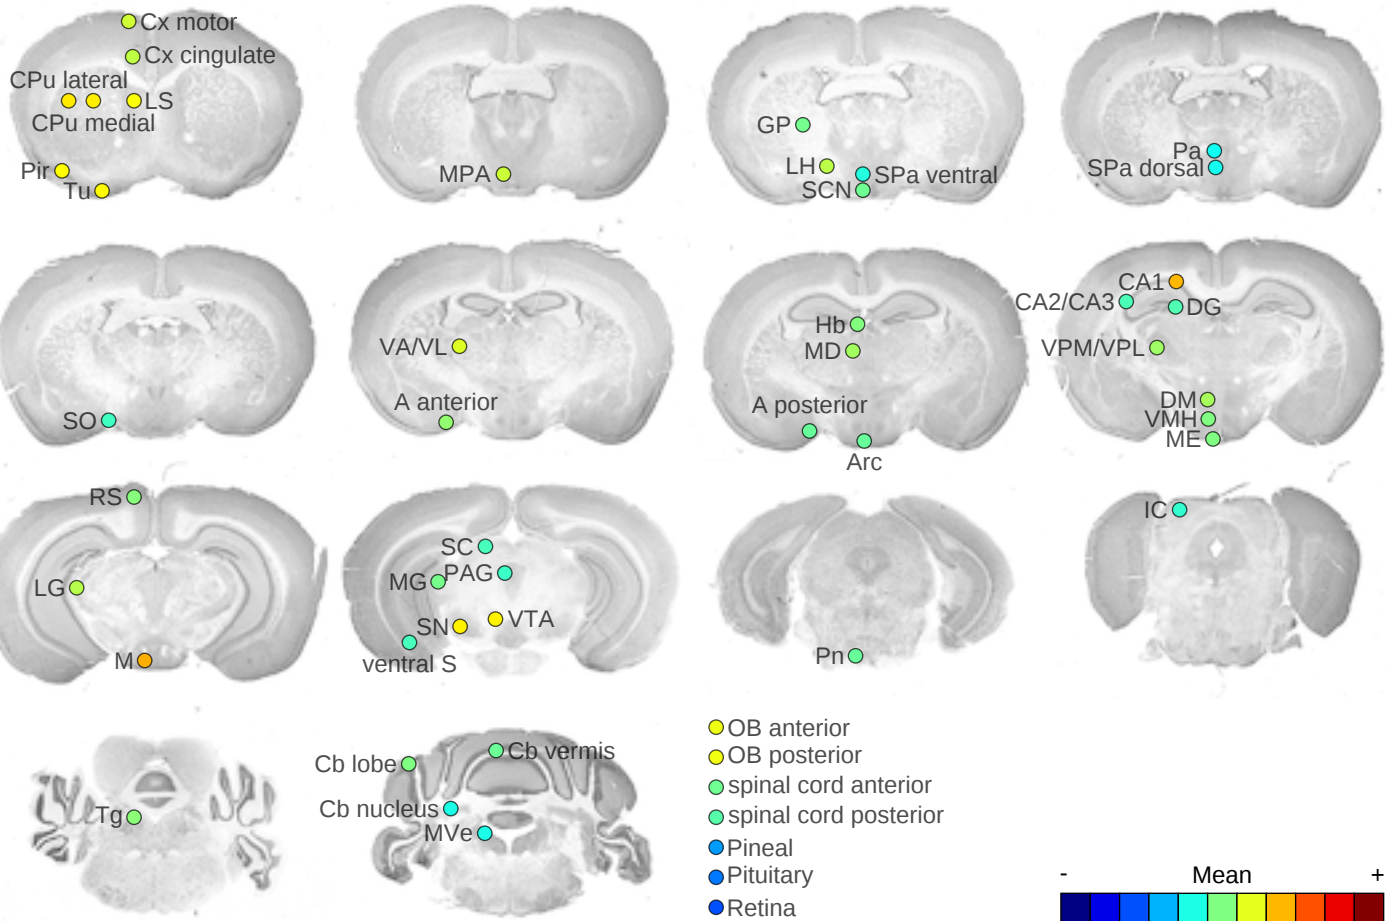 Cx motor
Cx cingulate
CPu lateral
LS
CPu medial
Pir
Tu
MPA
GP
LH
SPa ventral
SCN
Pa
SPa dorsal
SO
VA/VL
A anterior
Hb
MD
A posterior
Arc
CA1
CA2/CA3
DG
VPM/VPL
DM
VMH
ME
RS
LG
M
SC
MG
PAG
SN
VTA
ventral S
Pn
IC
Tg
Cb lobe
Cb vermis
Cb nucleus
MVe
OB anterior
OB posterior
spinal cord anterior
spinal cord posterior
Pineal
Pituitary
Retina
- Mean +